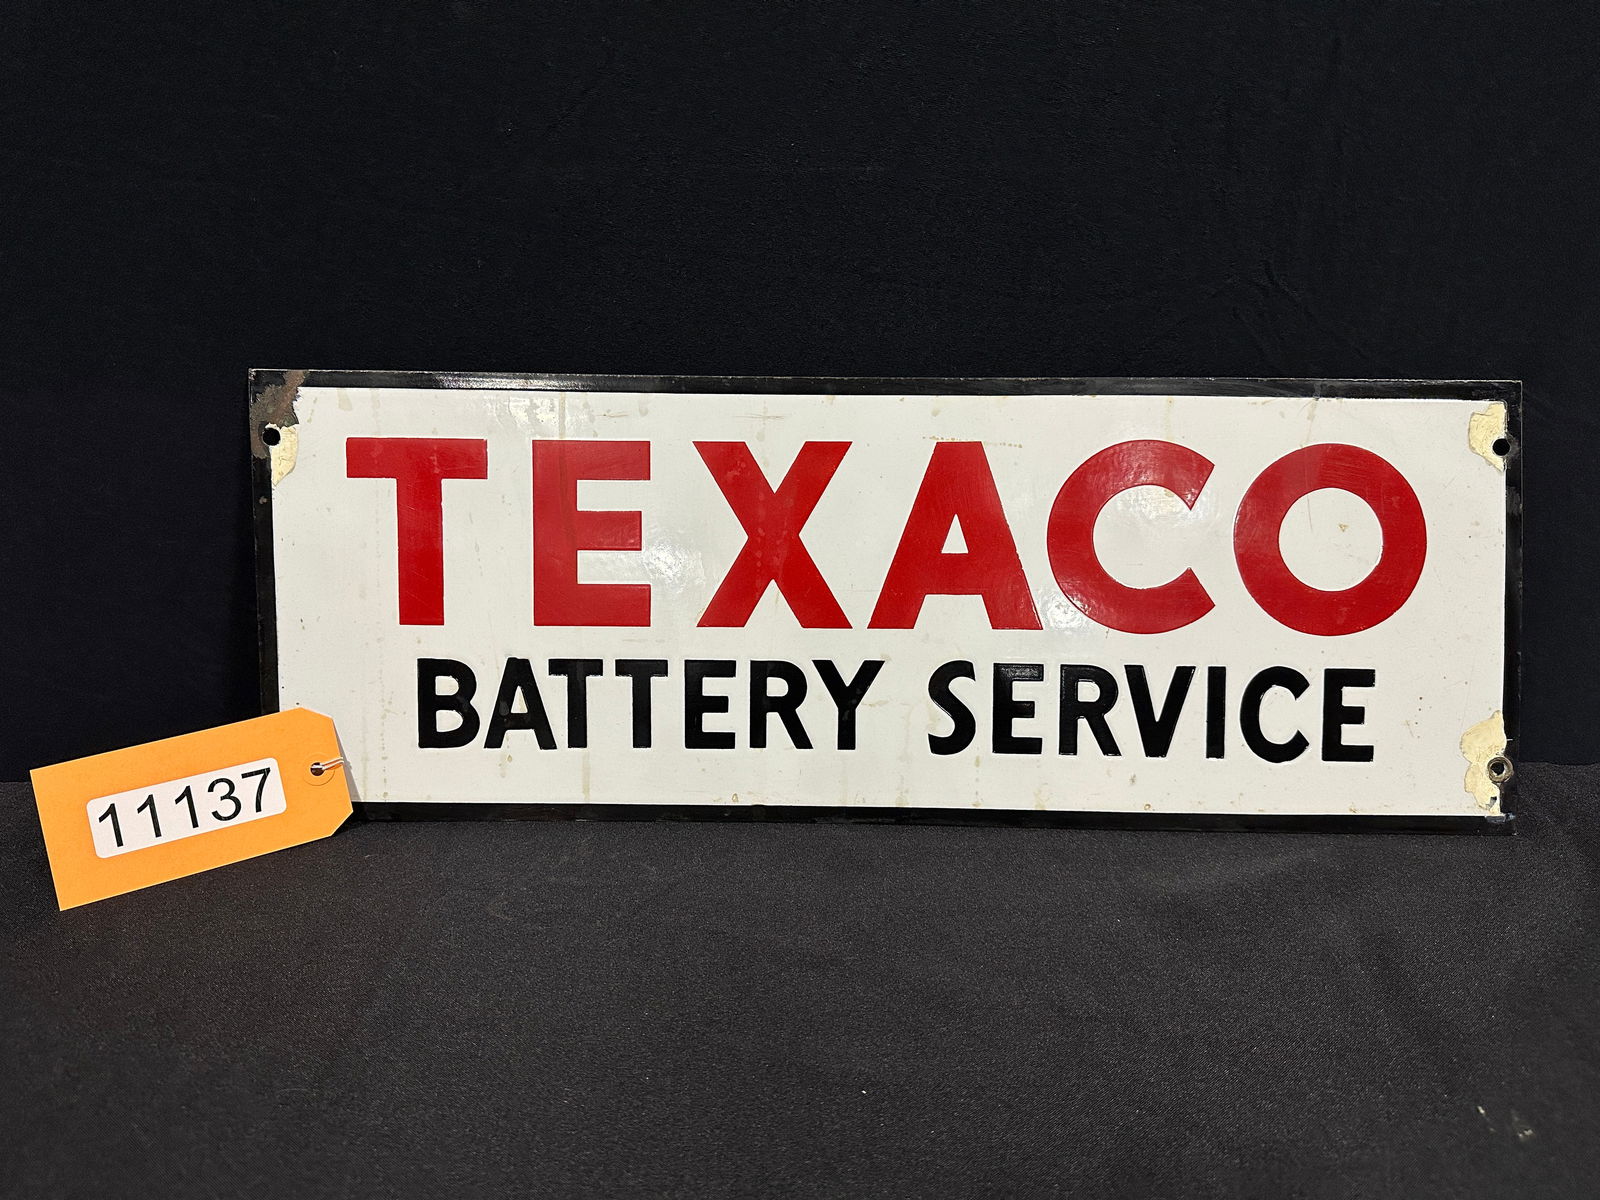 TEXACO
BATTERY SERVICE
11137